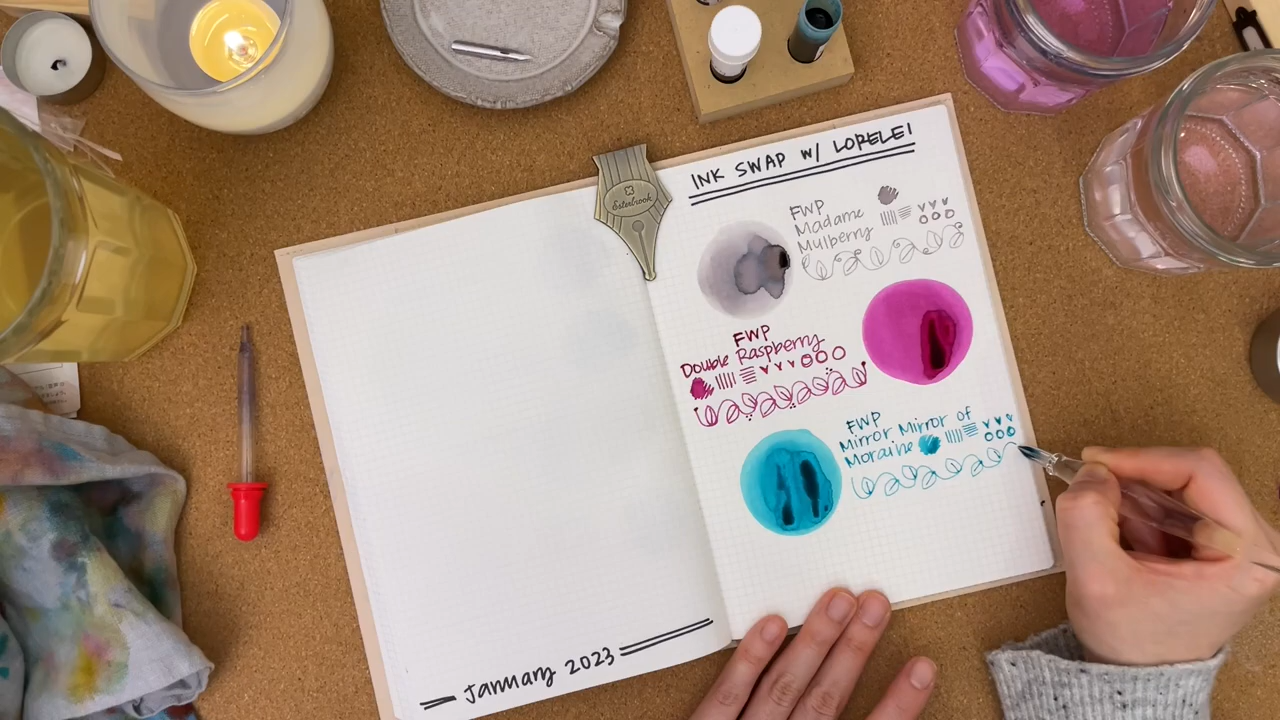 INK SWAP W/ LORELEI
FWP
Madame
Mulberry
FWP
Double Raspberry
FWP
Mirror Mirror of
Moraine
January 2023
Esterbrook